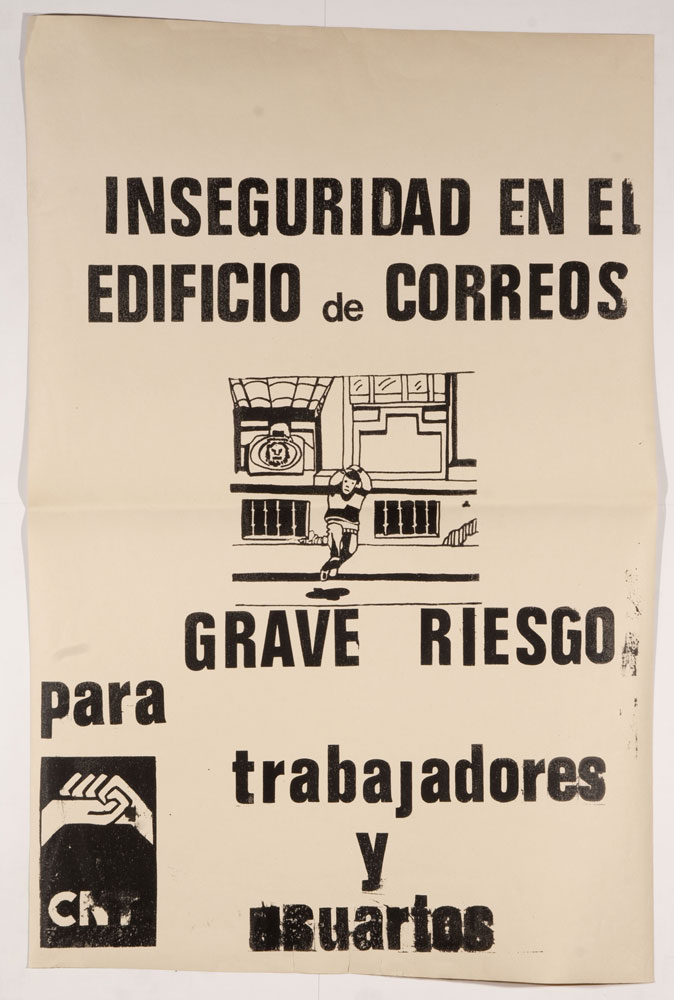 INSEGURIDAD EN EL
EDIFICIO de CORREOS
GRAVE RIESGO
para
trabajadores
y
usuarios
CNT